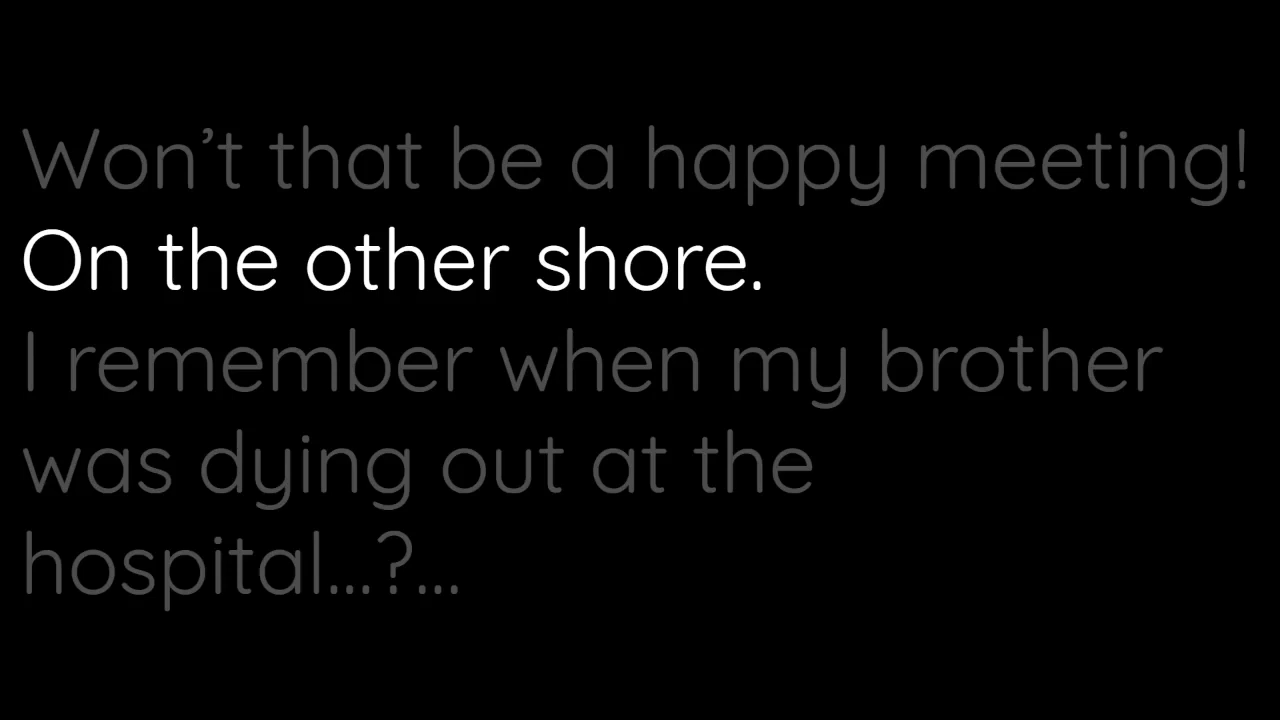 Won’t that be a happy meeting!
On the other shore.
I remember when my brother
was dying out at the
hospital...?...